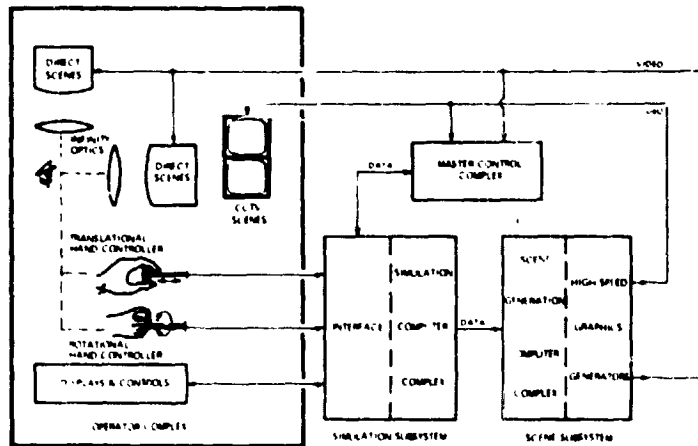 DIRECT
SCENES
INFINITY
OPTICS
DIRECT
SCENES
CCTS
SCENES
TRANSLATIONAL
HAND CONTROLLER
ROTATIONAL
HAND CONTROLLER
DISPLAYS & CONTROLS
OPERATOR COMPLEX
VIDEO
DATA
MASTER CONTROL
COMPLEX
INTERFACE
SIMULATION
COMPUTER
COMPLEX
SIMULATION SUBSYSTEM
DATA
SCENE
GENERATION
COMPUTER
COMPLEX
HIGH SPEED
GRAPHICS
GENERATORS
SCENE SUBSYSTEM